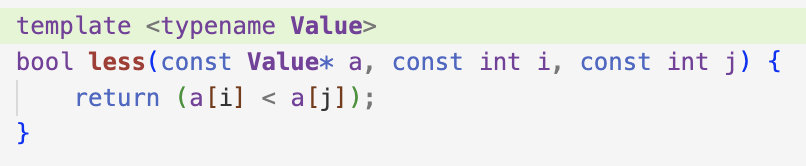 template <typename Value>
bool less(const Value* a, const int i, const int j) {
    return (a[i] < a[j]);
}